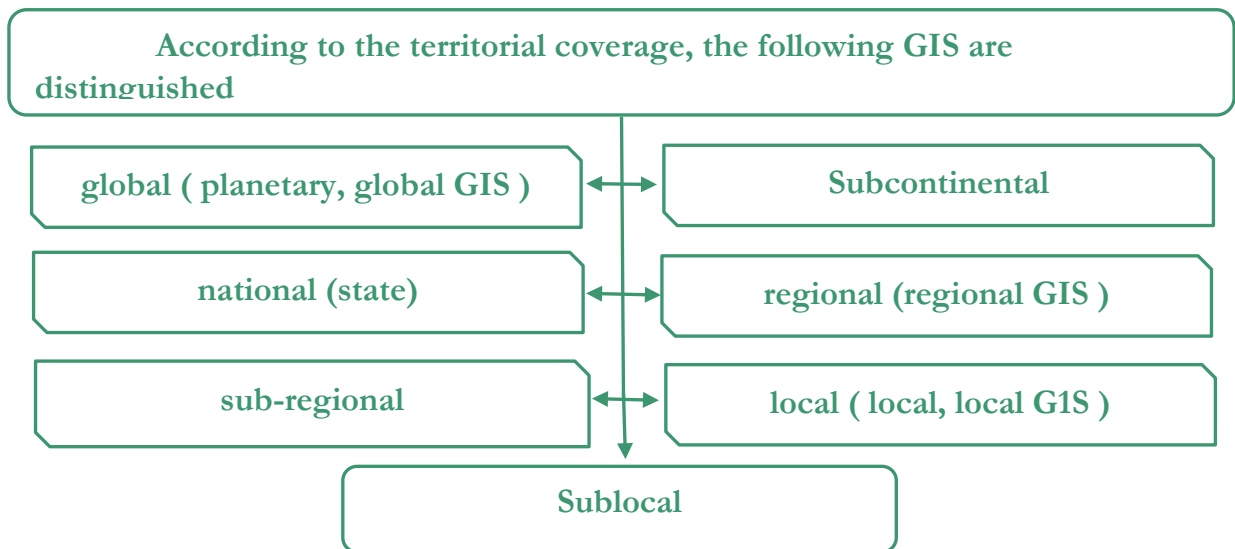 According to the territorial coverage, the following GIS are
distinguished
global ( planetary, global GIS )
Subcontinental
national (state)
regional (regional GIS )
sub-regional
local ( local, local G1S )
Sublocal